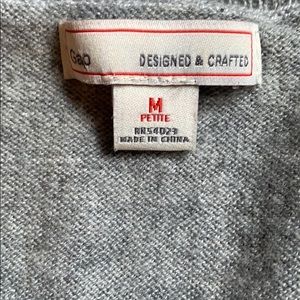 Gap DESIGNED & CRAFTED
M
PETITE
RN54023
MADE IN CHINA